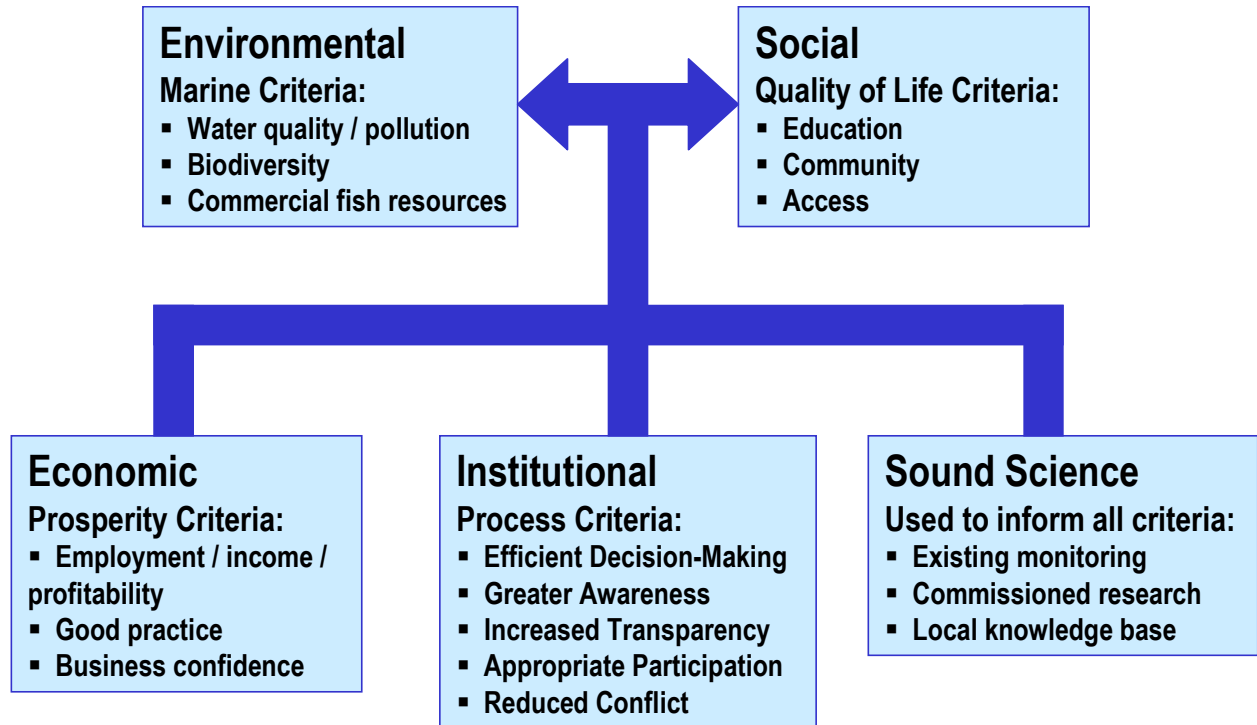 Environmental
Marine Criteria:
▪ Water quality / pollution
▪ Biodiversity
▪ Commercial fish resources
Social
Quality of Life Criteria:
▪ Education
▪ Community
▪ Access
Economic
Prosperity Criteria:
▪ Employment / income /
profitability
▪ Good practice
▪ Business confidence
Institutional
Process Criteria:
▪ Efficient Decision-Making
▪ Greater Awareness
▪ Increased Transparency
▪ Appropriate Participation
▪ Reduced Conflict
Sound Science
Used to inform all criteria:
▪ Existing monitoring
▪ Commissioned research
▪ Local knowledge base